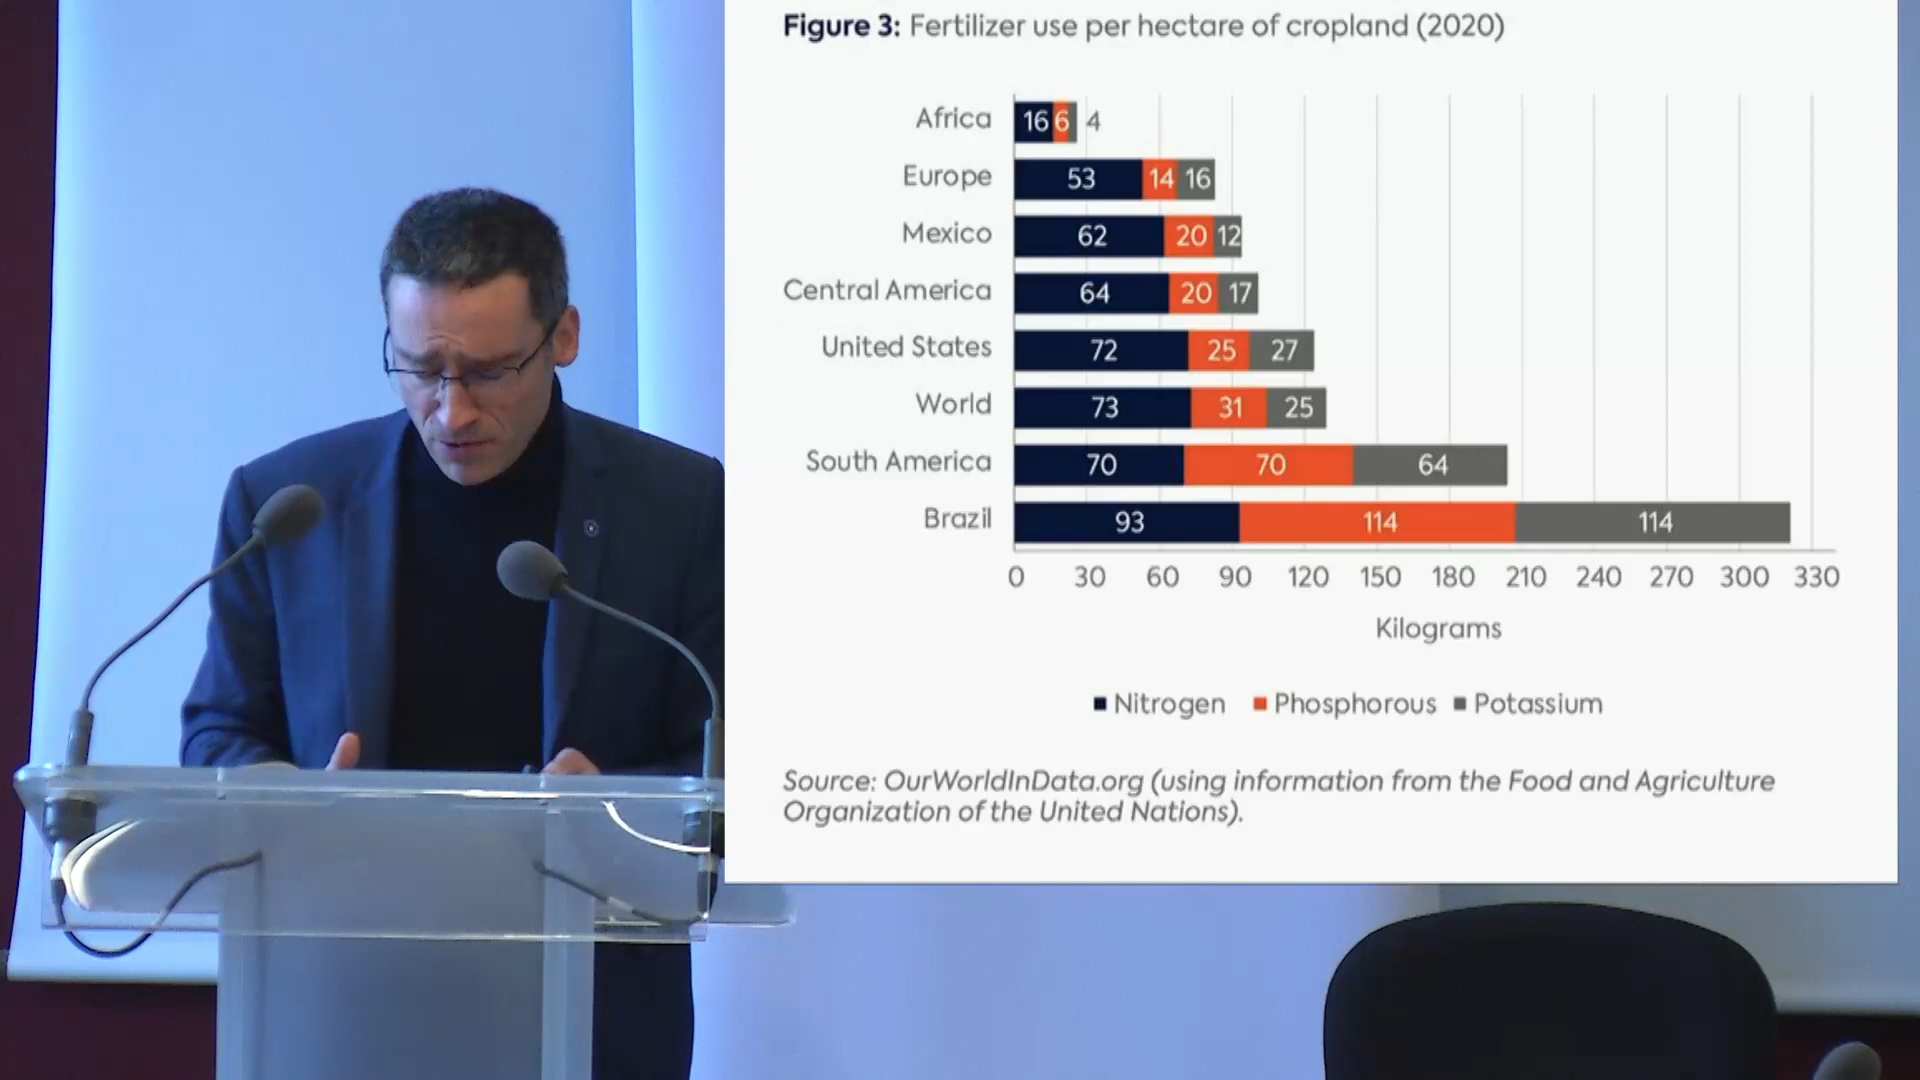 Figure 3: Fertilizer use per hectare of cropland (2020)
Africa 16 6 4
Europe 53 14 16
Mexico 62 20 12
Central America 64 20 17
United States 72 25 27
World 73 31 25
South America 70 70 64
Brazil 93 114 114
0 30 60 90 120 150 180 210 240 270 300 330
Kilograms
Nitrogen Phosphorous Potassium
Source: OurWorldInData.org (using information from the Food and Agriculture
Organization of the United Nations).